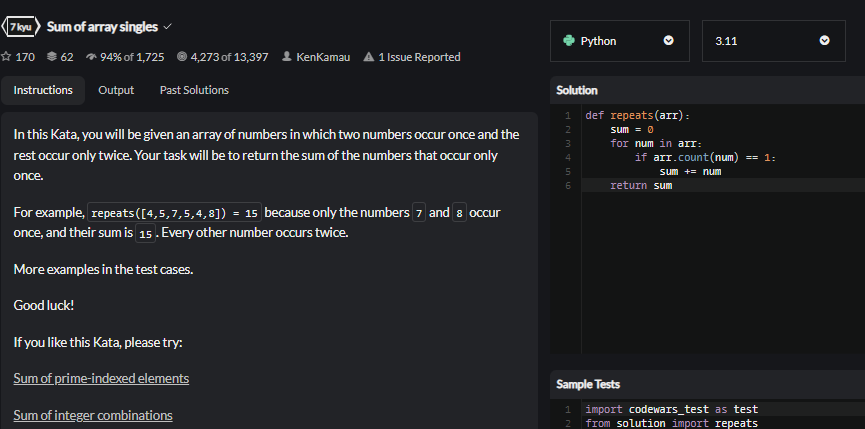 7 kyu Sum of array singles
170 62 94% of 1,725 4,273 of 13,397 KenKamau 1 Issue Reported
Instructions Output Past Solutions
In this Kata, you will be given an array of numbers in which two numbers occur once and the
rest occur only twice. Your task will be to return the sum of the numbers that occur only
once.
For example, repeats([4,5,7,5,4,8]) = 15 because only the numbers 7 and 8 occur
once, and their sum is 15 . Every other number occurs twice.
More examples in the test cases.
Good luck!
If you like this Kata, please try:
Sum of prime-indexed elements
Sum of integer combinations
Python 3.11
Solution
1 def repeats(arr):
2 sum = 0
3 for num in arr:
4 if arr.count(num) == 1:
5 sum += num
6 return sum
Sample Tests
1 import codewars_test as test
2 from solution import repeats